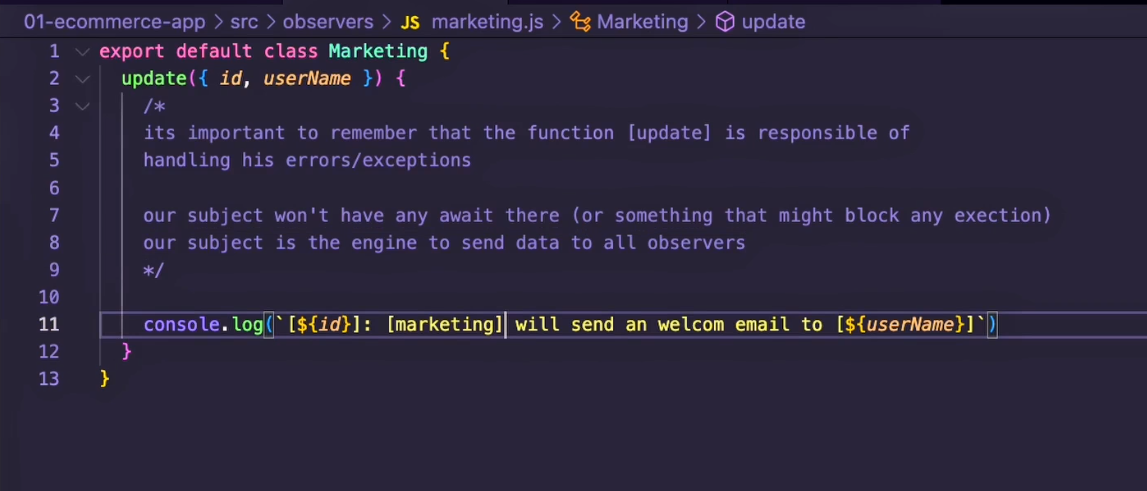 01-ecommerce-app > src > observers > JS marketing.js > Marketing > update
1 export default class Marketing {
2 update({ id, userName }) {
3 /*
4 its important to remember that the function [update] is responsible of
5 handling his errors/exceptions
6
7 our subject won't have any await there (or something that might block any exection)
8 our subject is the engine to send data to all observers
9 */
10
11 console.log(`[${id}]: [marketing] will send an welcom email to [${userName}]`)
12 }
13 }